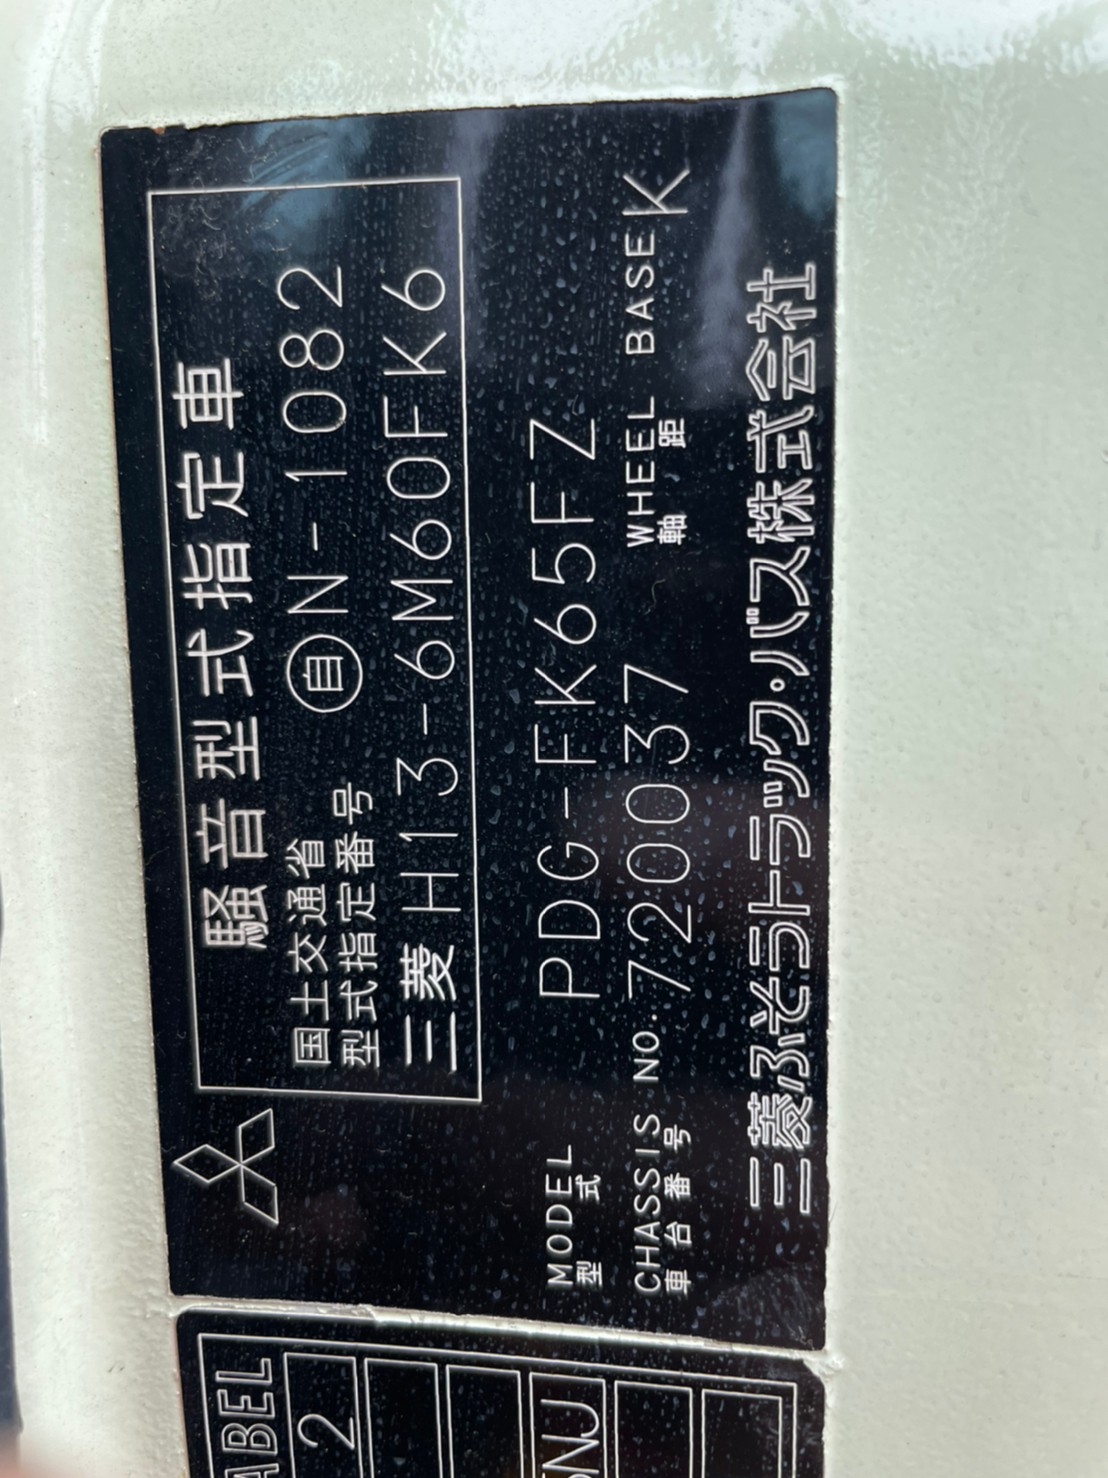 騒音型式指定車
国土交通省
型式指定番号
自N-1082
三菱H13-6M60FK6
MODEL PDG-FK65FZ
型式
CHASSIS NO. 720037 WHEEL BASE K
車台番号 軸距
三菱ふそうトラック・バス株式会社
ABEL
2
NJ